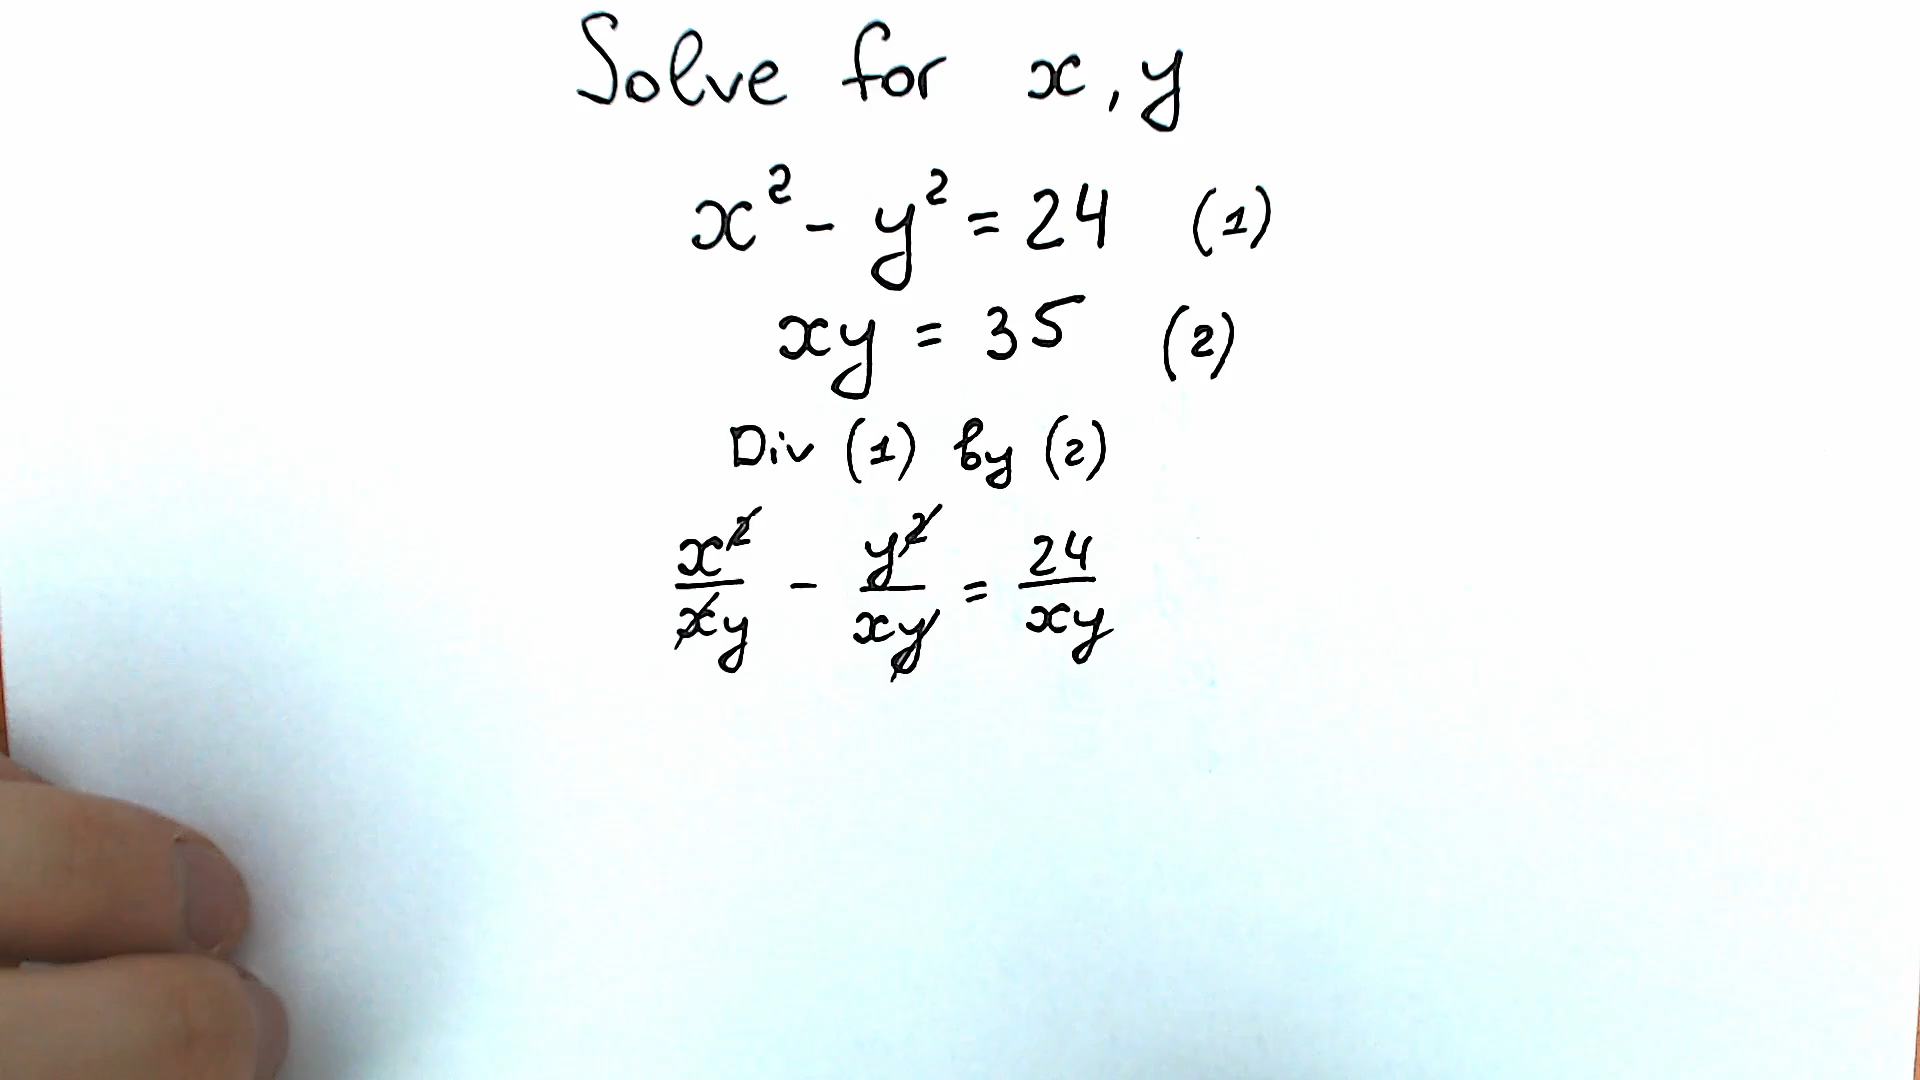 Solve for x, y
x² - y² = 24 (1)
xy = 35 (2)
Div (1) by (2)
x²/xy - y²/xy = 24/xy